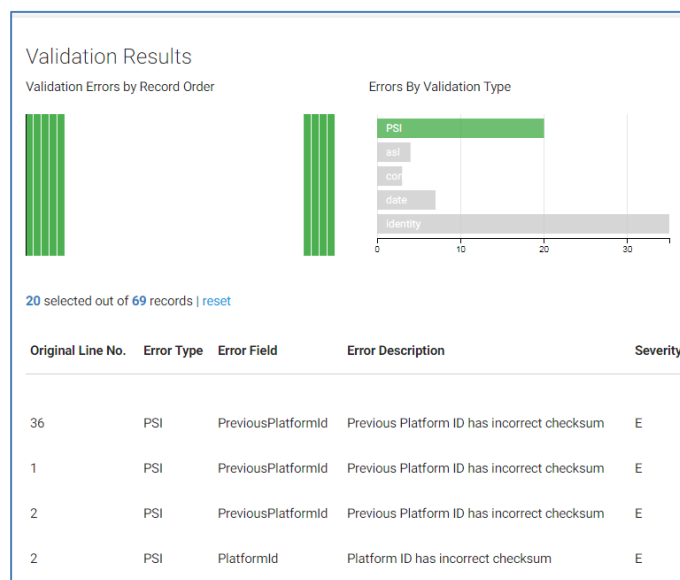 Validation Results
Validation Errors by Record Order
Errors By Validation Type
PSI
asl
cor
date
identity
0 10 20 30
20 selected out of 69 records | reset
Original Line No. Error Type Error Field Error Description Severity
36 PSI PreviousPlatformId Previous Platform ID has incorrect checksum E
1 PSI PreviousPlatformId Previous Platform ID has incorrect checksum E
2 PSI PreviousPlatformId Previous Platform ID has incorrect checksum E
2 PSI PlatformId Platform ID has incorrect checksum E